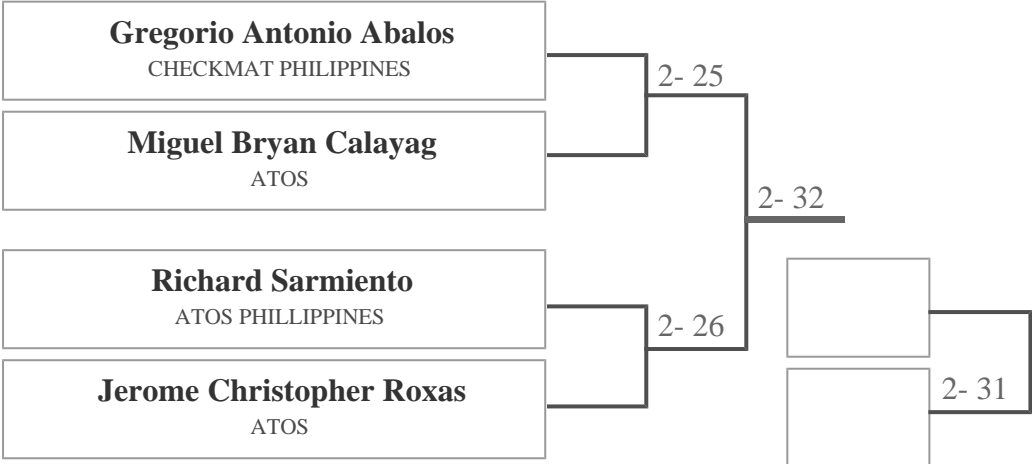 Gregorio Antonio Abalos
CHECKMAT PHILIPPINES
2- 25
Miguel Bryan Calayag
ATOS
2- 32
Richard Sarmiento
ATOS PHILLIPPINES
2- 26
Jerome Christopher Roxas
ATOS
2- 31